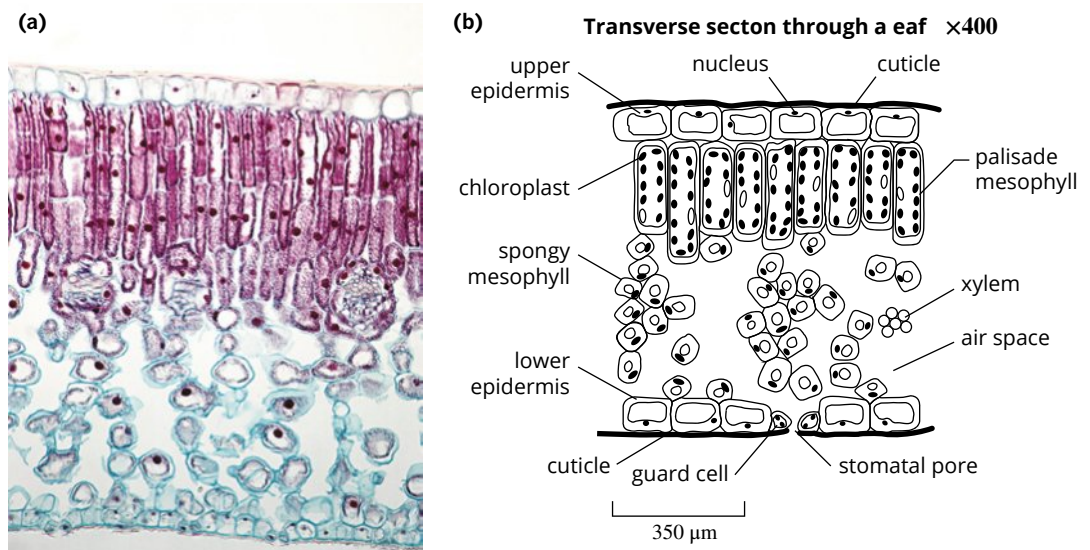 (a)
(b)
Transverse secton through a eaf ×400
upper
epidermis
nucleus
cuticle
chloroplast
palisade
mesophyll
spongy
mesophyll
xylem
air space
lower
epidermis
cuticle
guard cell
stomatal pore
350 μm